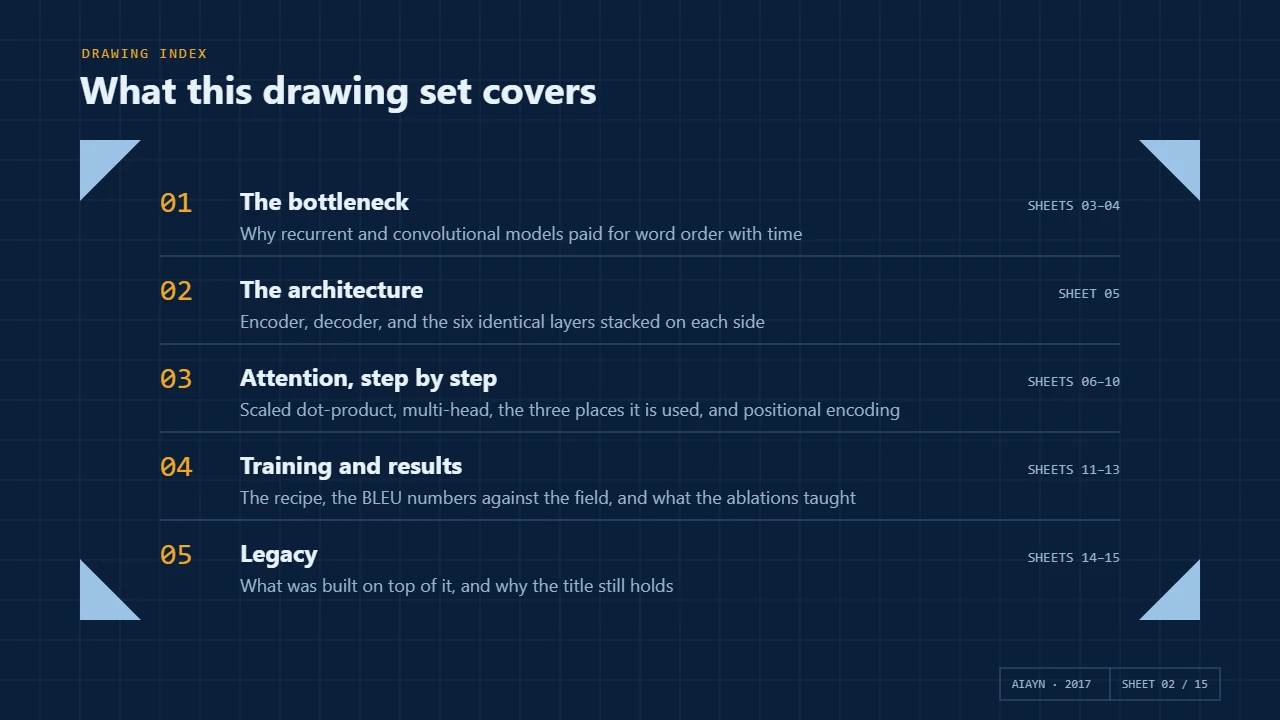 DRAWING INDEX
What this drawing set covers
01 The bottleneck SHEETS 03–04
Why recurrent and convolutional models paid for word order with time
02 The architecture SHEET 05
Encoder, decoder, and the six identical layers stacked on each side
03 Attention, step by step SHEETS 06–10
Scaled dot-product, multi-head, the three places it is used, and positional encoding
04 Training and results SHEETS 11–13
The recipe, the BLEU numbers against the field, and what the ablations taught
05 Legacy SHEETS 14–15
What was built on top of it, and why the title still holds
AIAYN · 2017 SHEET 02 / 15